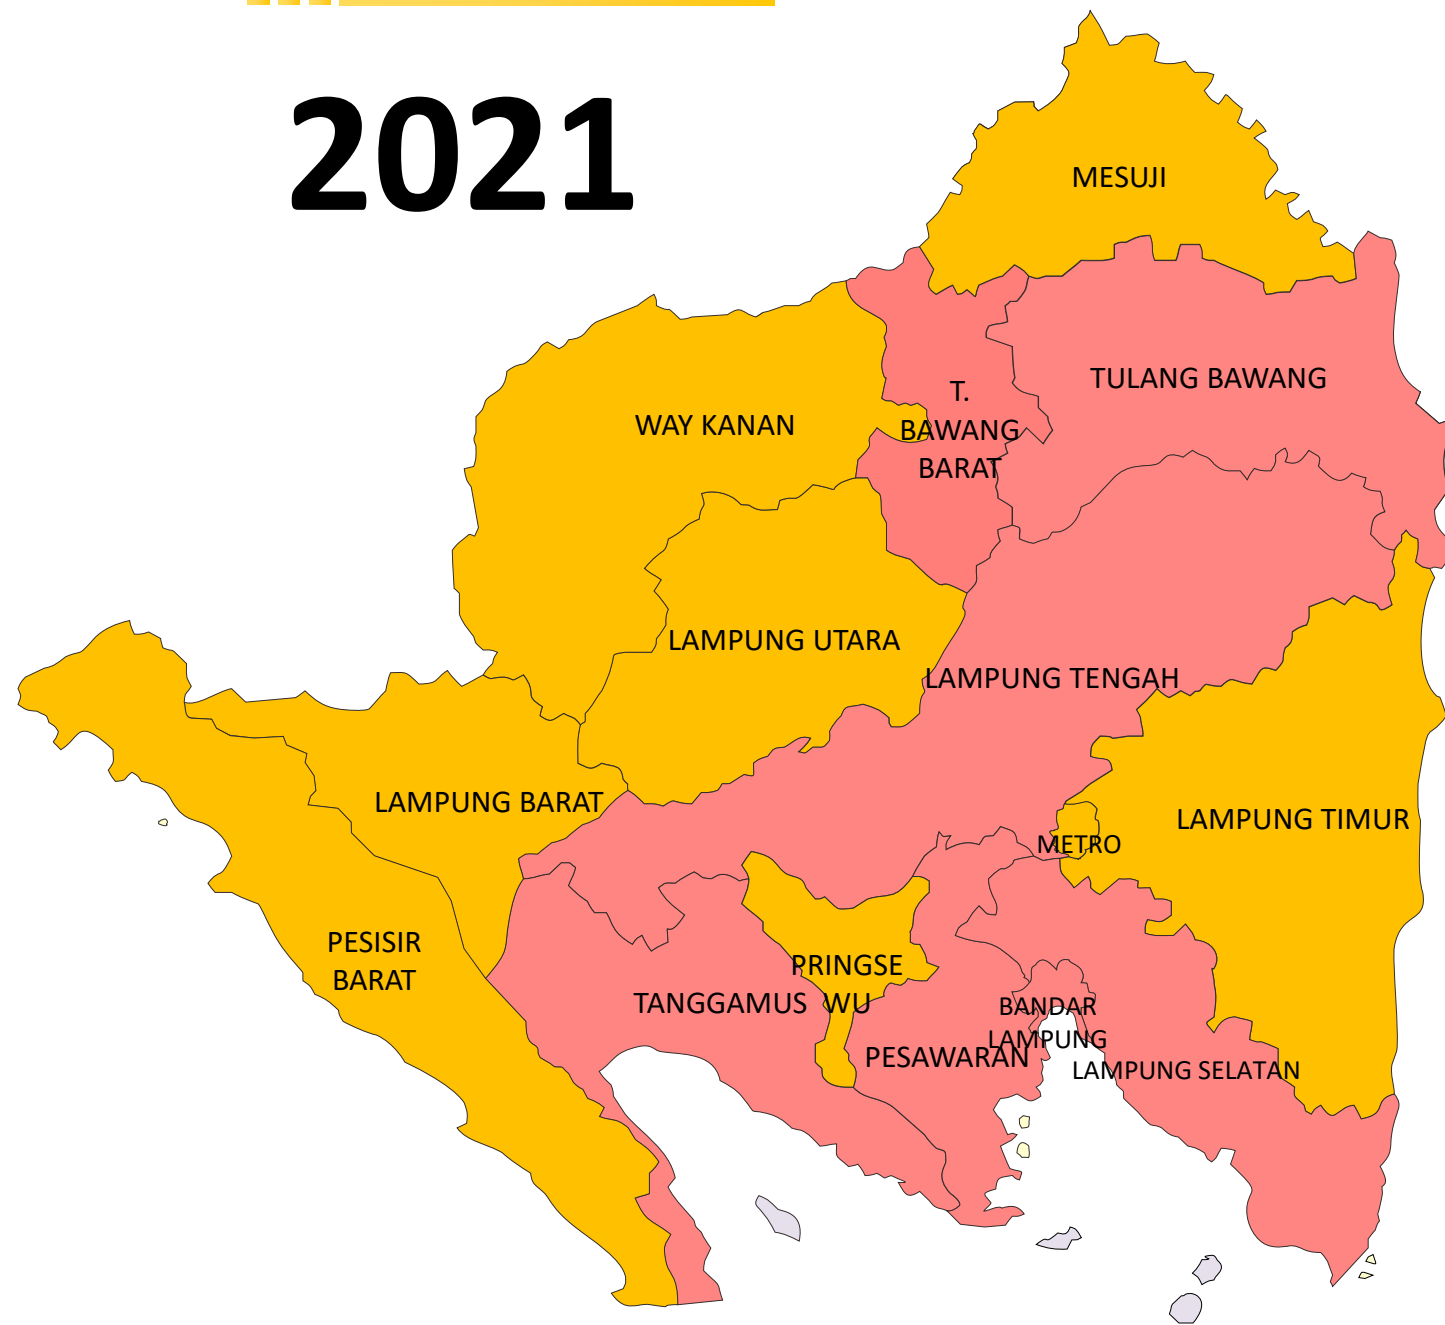 2021
MESUJI
TULANG BAWANG
T.
BAWANG
BARAT
WAY KANAN
LAMPUNG UTARA
LAMPUNG TENGAH
LAMPUNG BARAT
LAMPUNG TIMUR
METRO
PESISIR
BARAT
PRINGSE
WU
TANGGAMUS
BANDAR
LAMPUNG
PESAWARAN
LAMPUNG SELATAN